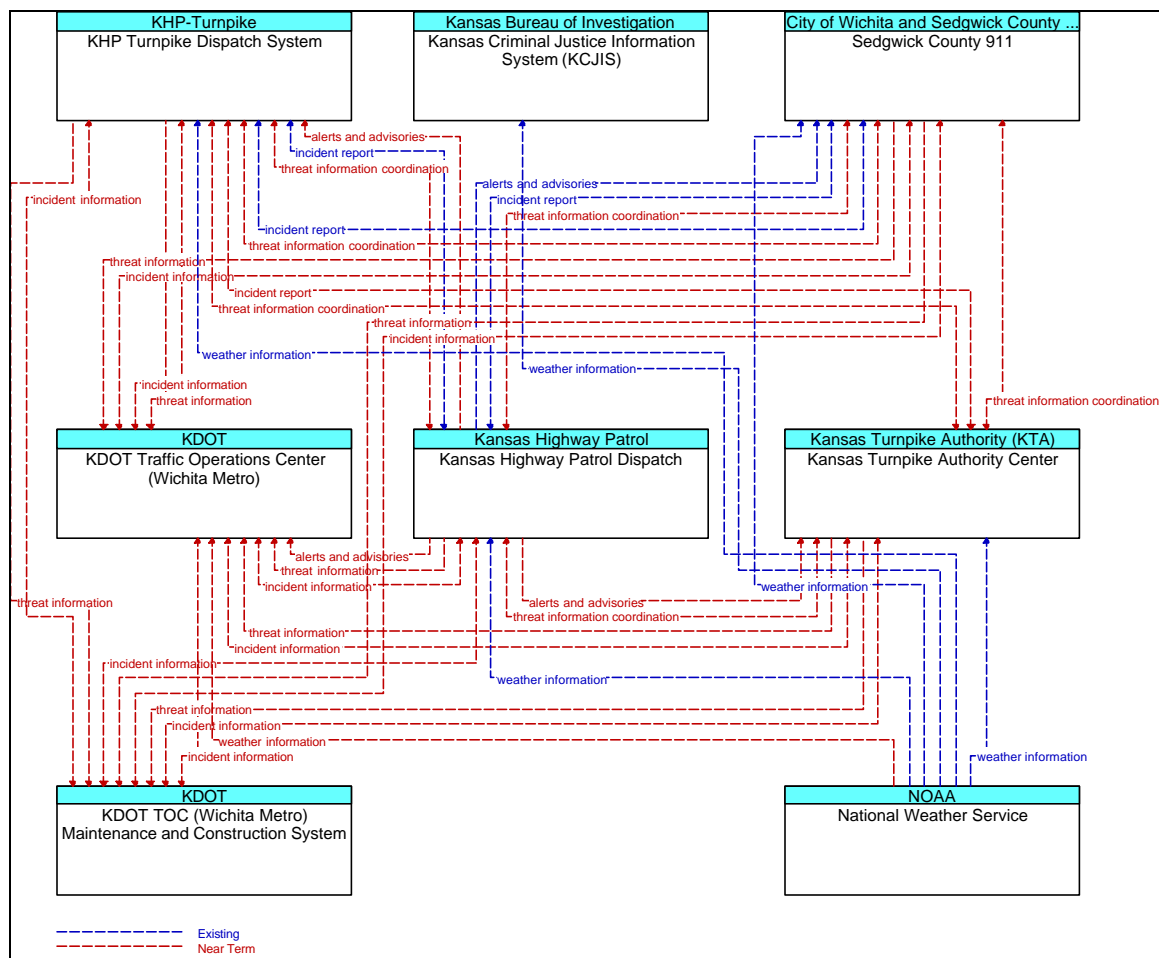 KHP-Turnpike
KHP Turnpike Dispatch System
Kansas Bureau of Investigation
Kansas Criminal Justice Information
System (KCJIS)
City of Wichita and Sedgwick County ...
Sedgwick County 911
alerts and advisories
incident report
threat information coordination
alerts and advisories
incident information
incident report
threat information coordination
incident report
threat information coordination
threat information
incident information
incident report
threat information coordination
threat information
incident information
weather information
weather information
incident information
threat information
threat information coordination
KDOT
KDOT Traffic Operations Center
(Wichita Metro)
Kansas Highway Patrol
Kansas Highway Patrol Dispatch
Kansas Turnpike Authority (KTA)
Kansas Turnpike Authority Center
alerts and advisories
threat information
incident information
weather information
alerts and advisories
threat information
threat information coordination
threat information
incident information
incident information
weather information
threat information
incident information
weather information
incident information
weather information
KDOT
KDOT TOC (Wichita Metro)
Maintenance and Construction System
NOAA
National Weather Service
Existing
Near Term